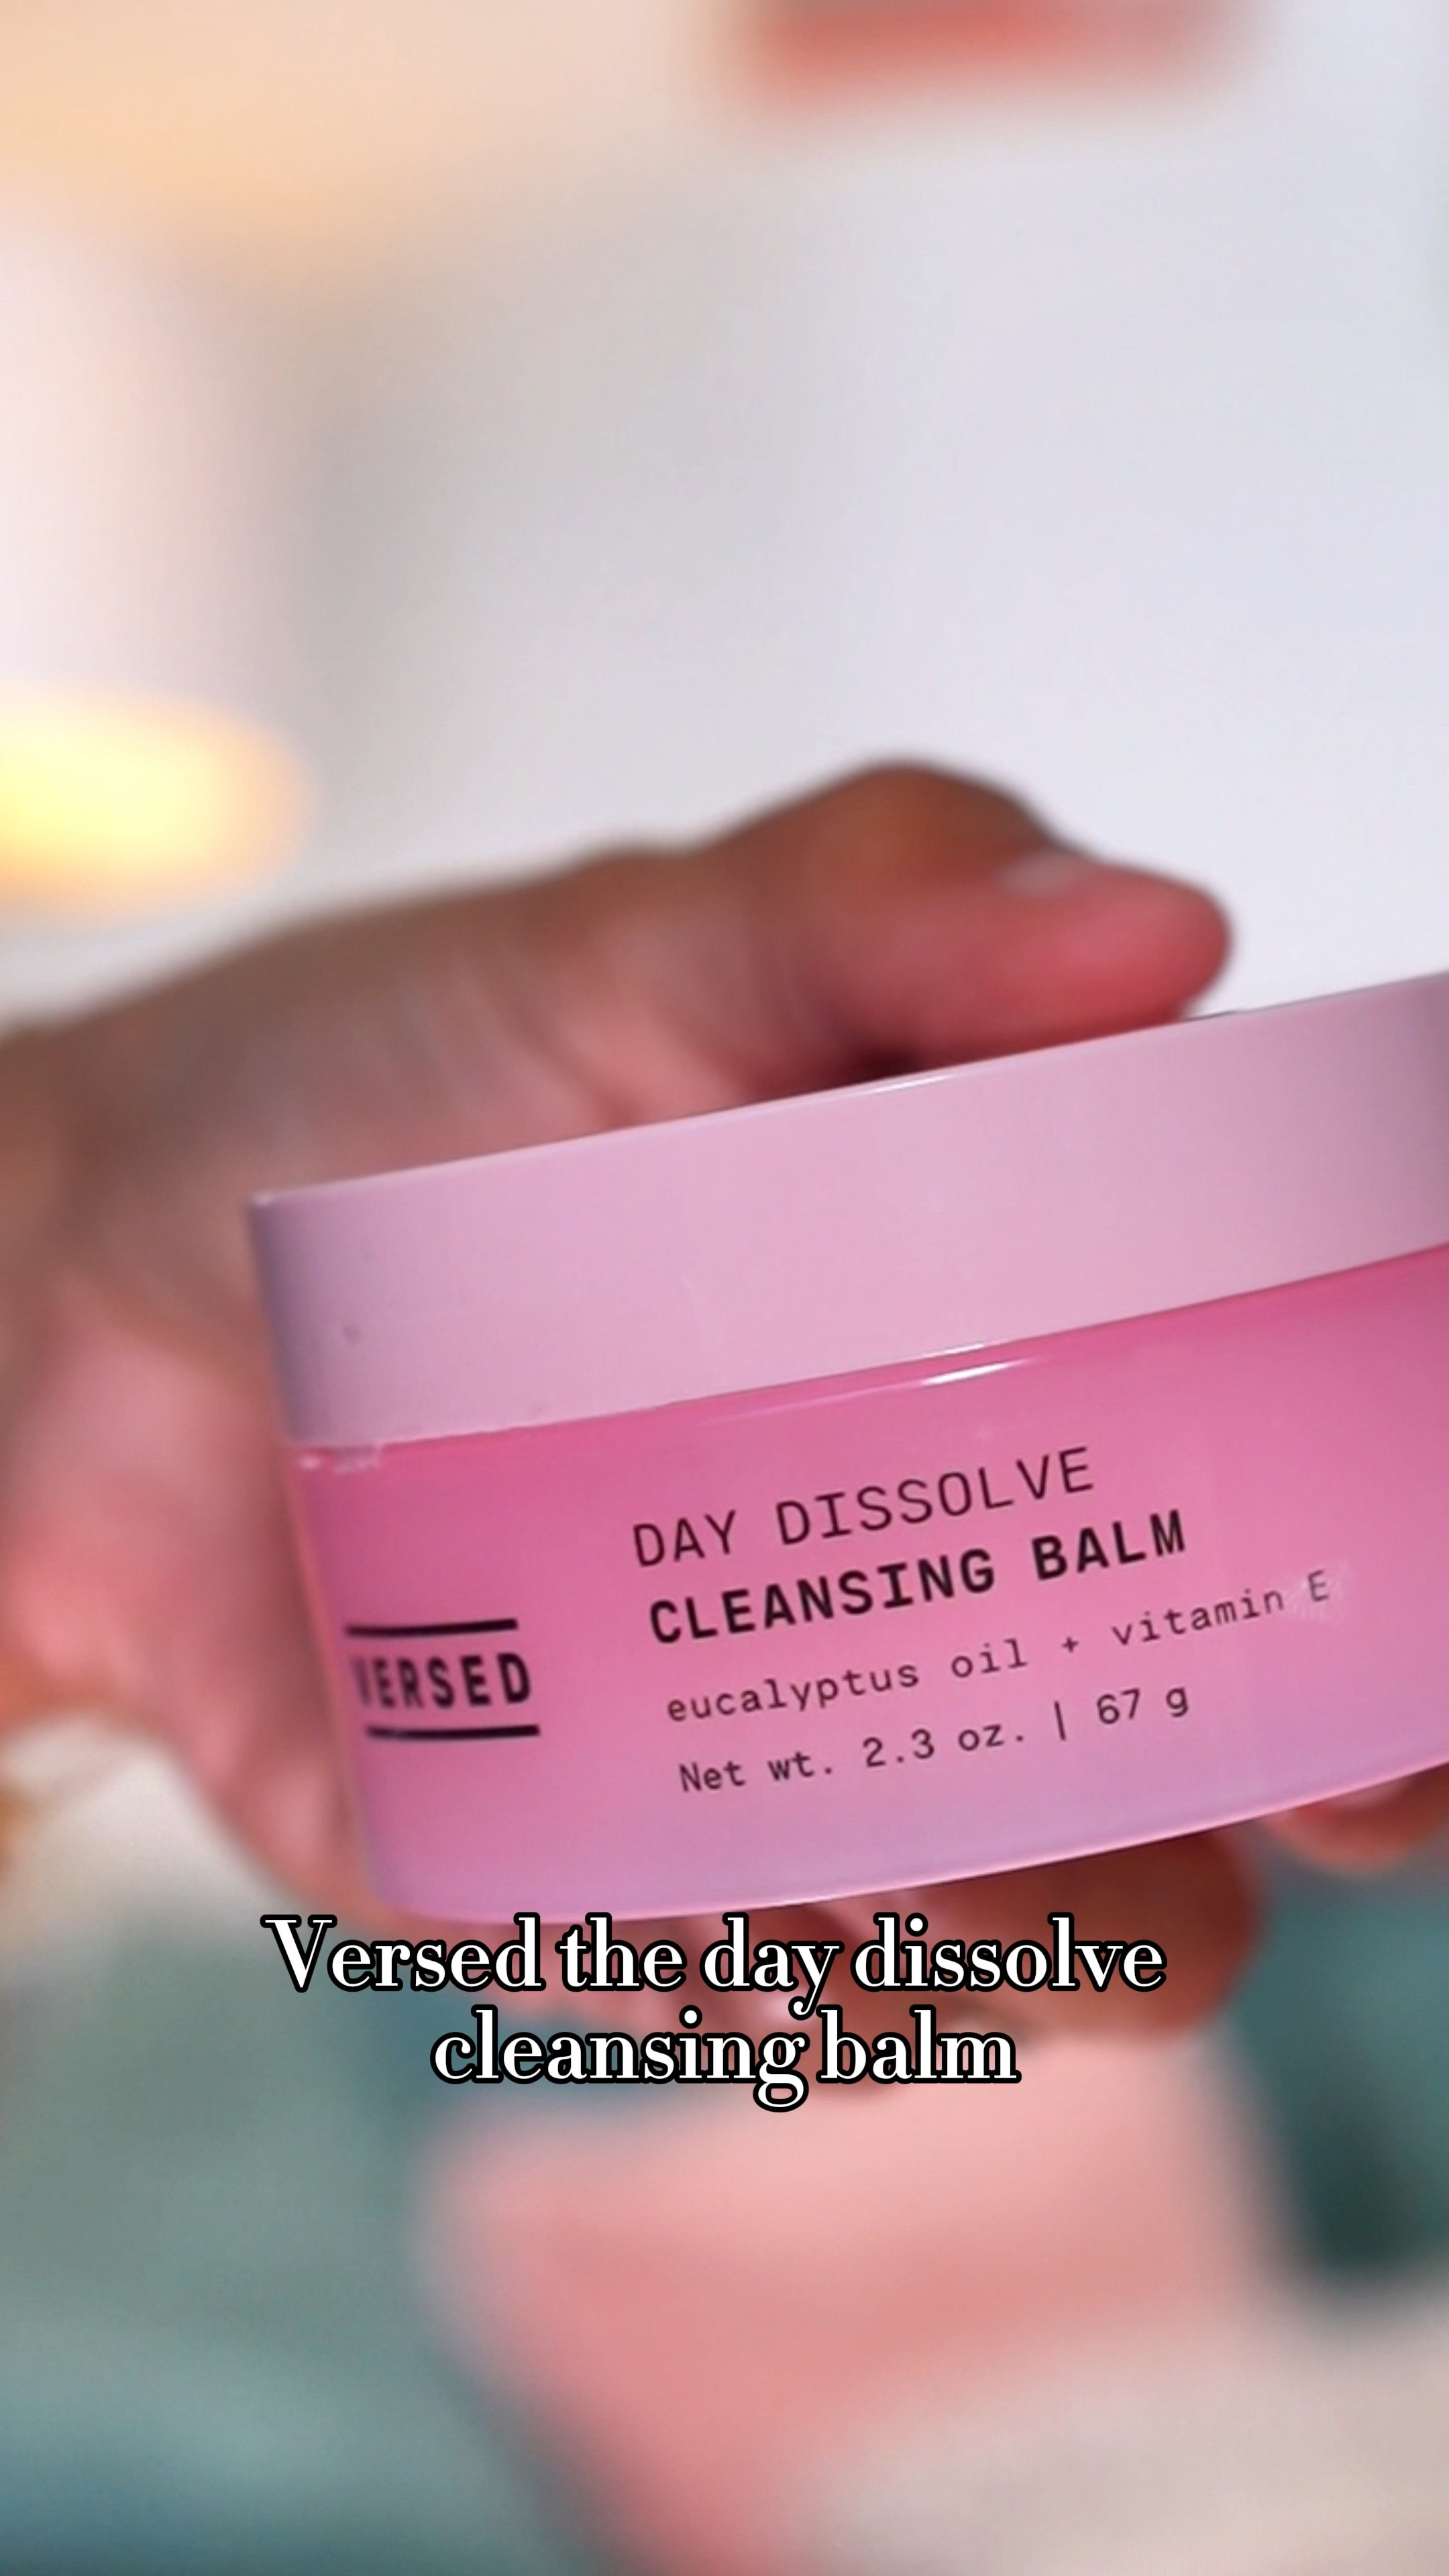 DAY DISSOLVE
CLEANSING BALM
eucalyptus oil + vitamin E
Net wt. 2.3 oz. | 67 g
VERSED
Versed the day dissolve
cleansing balm